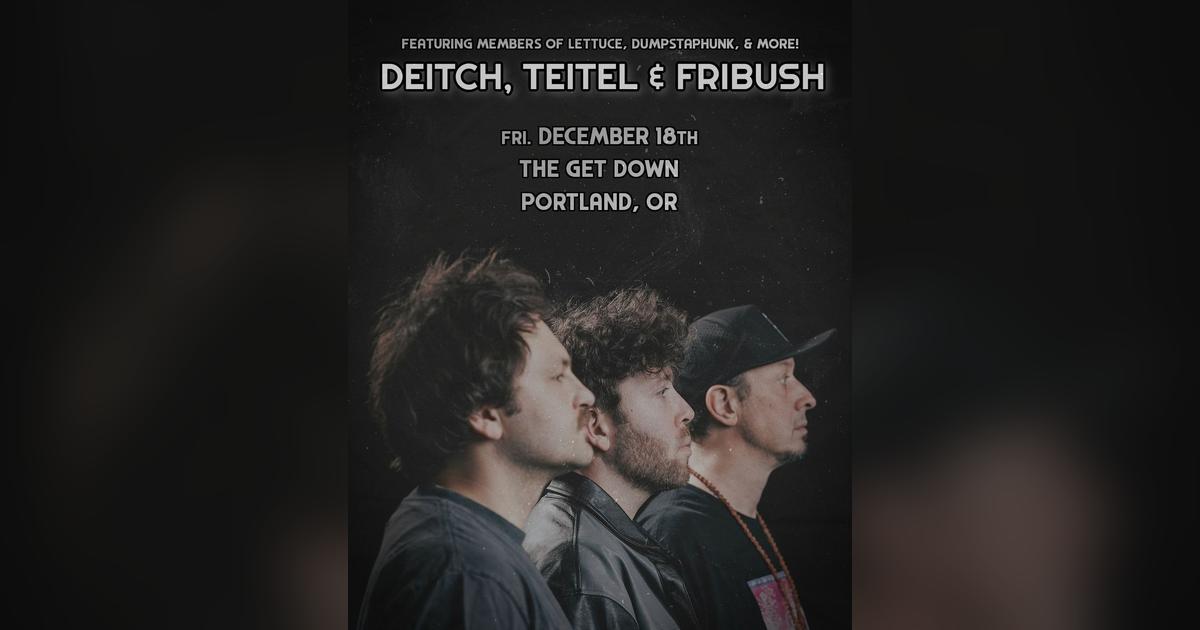 FEATURING MEMBERS OF LETTUCE, DUMPSTAPHUNK, & MORE!
DEITCH, TEITEL & FRIBUSH
FRI. DECEMBER 18TH
THE GET DOWN
PORTLAND, OR